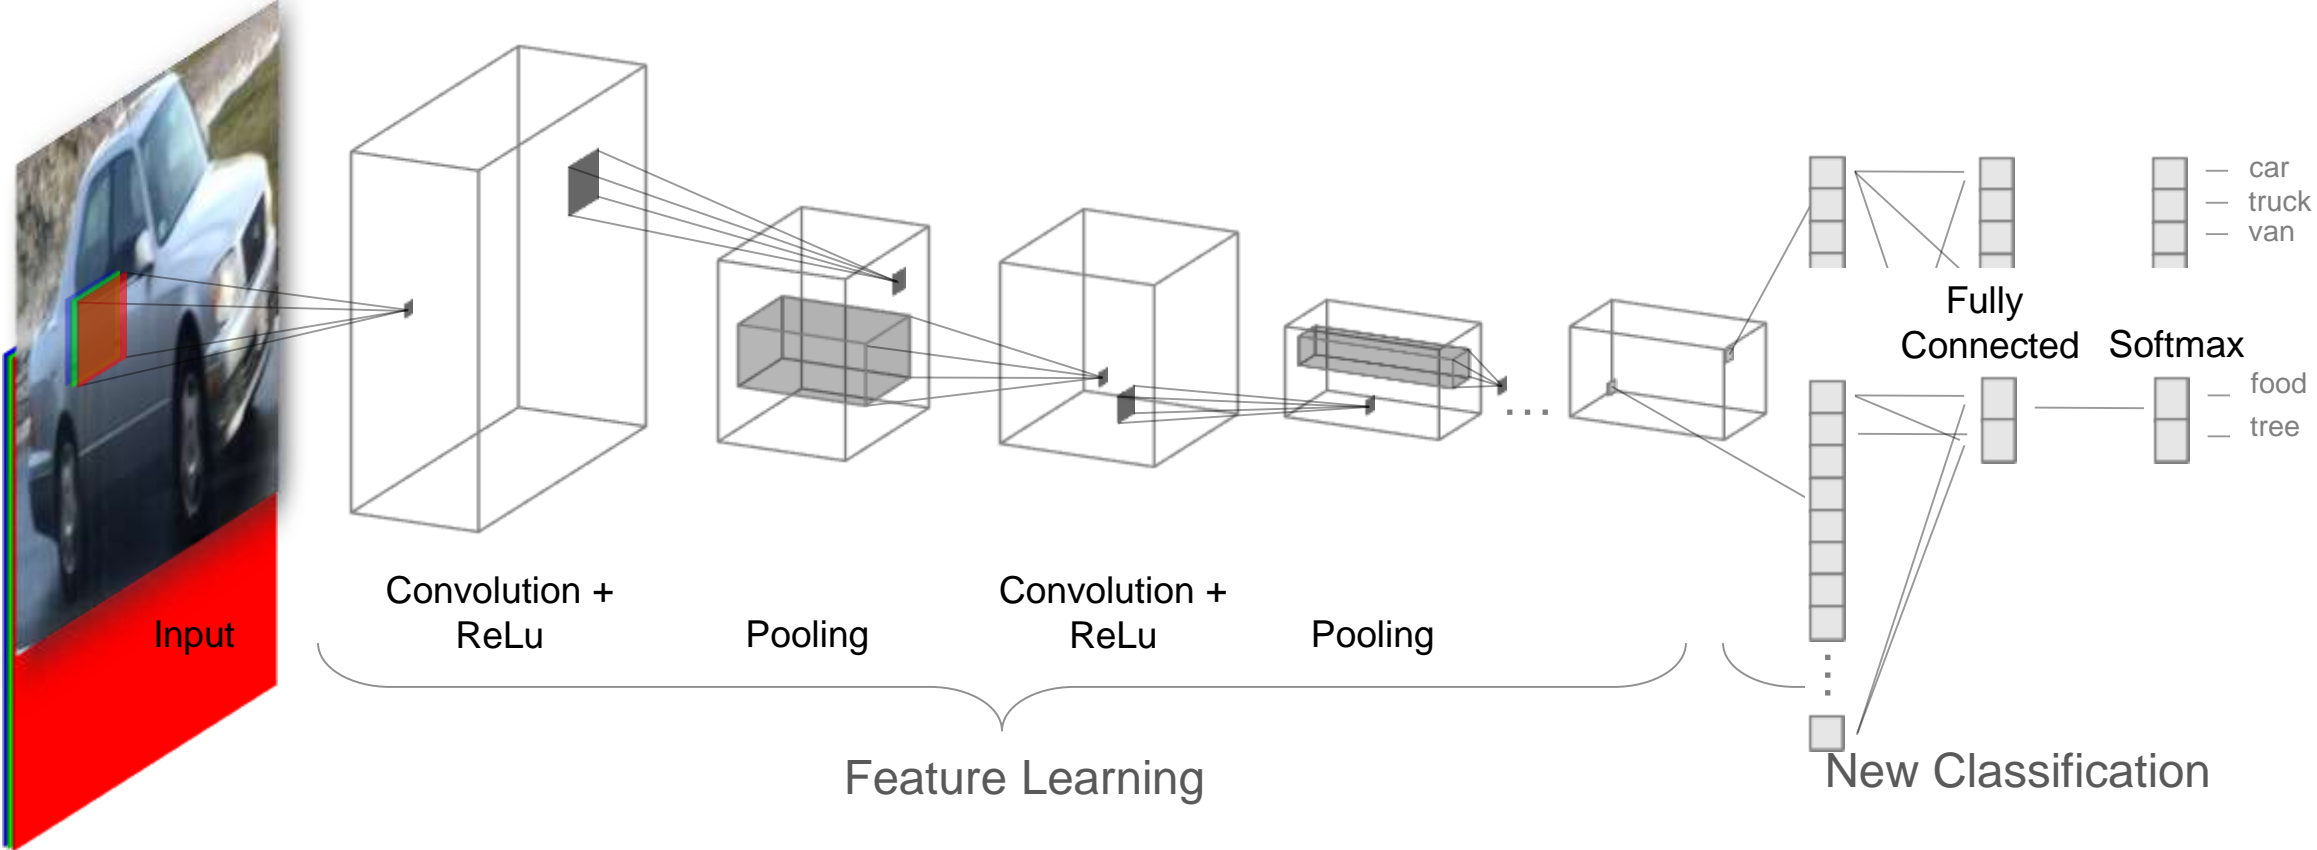 car
truck
van
Fully
Connected
Softmax
food
tree
Input
Convolution +
ReLu
Pooling
Convolution +
ReLu
Pooling
Feature Learning
New Classification